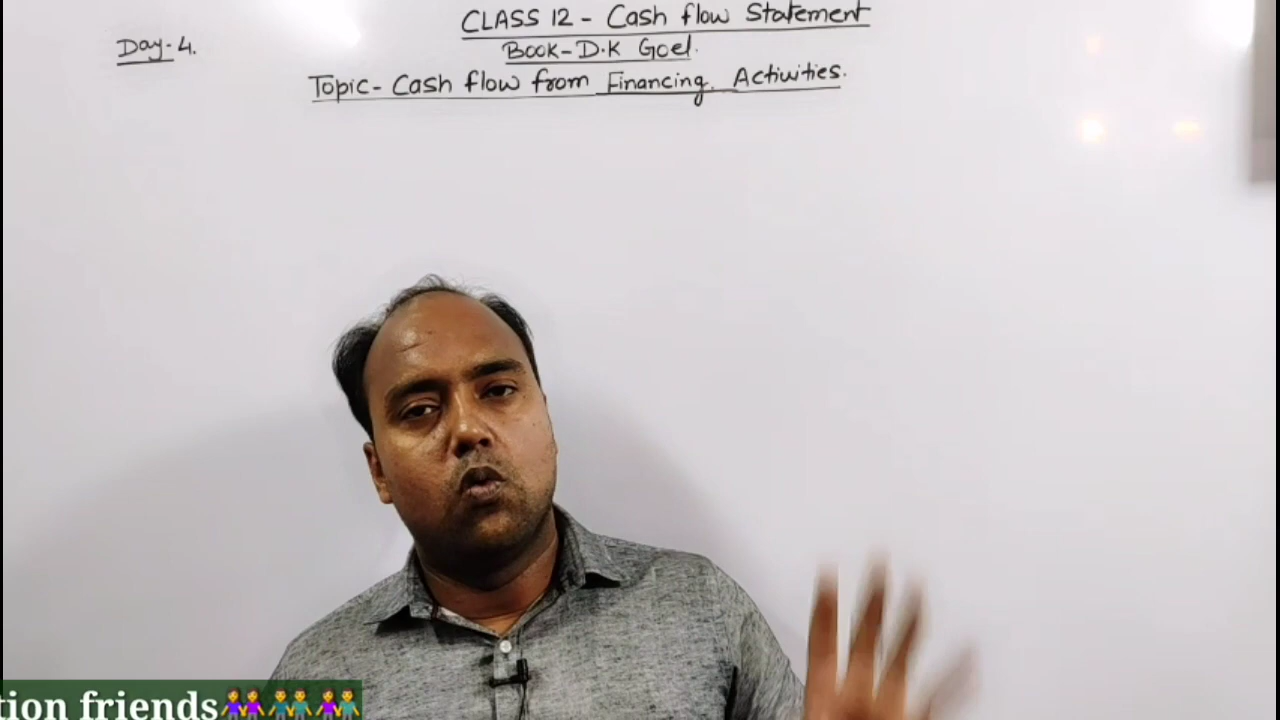 CLASS 12 - Cash flow Statement
Day-4.
Book-D.K Goel.
Topic- Cash flow from Financing. Activities.
tion friends👭👬👫